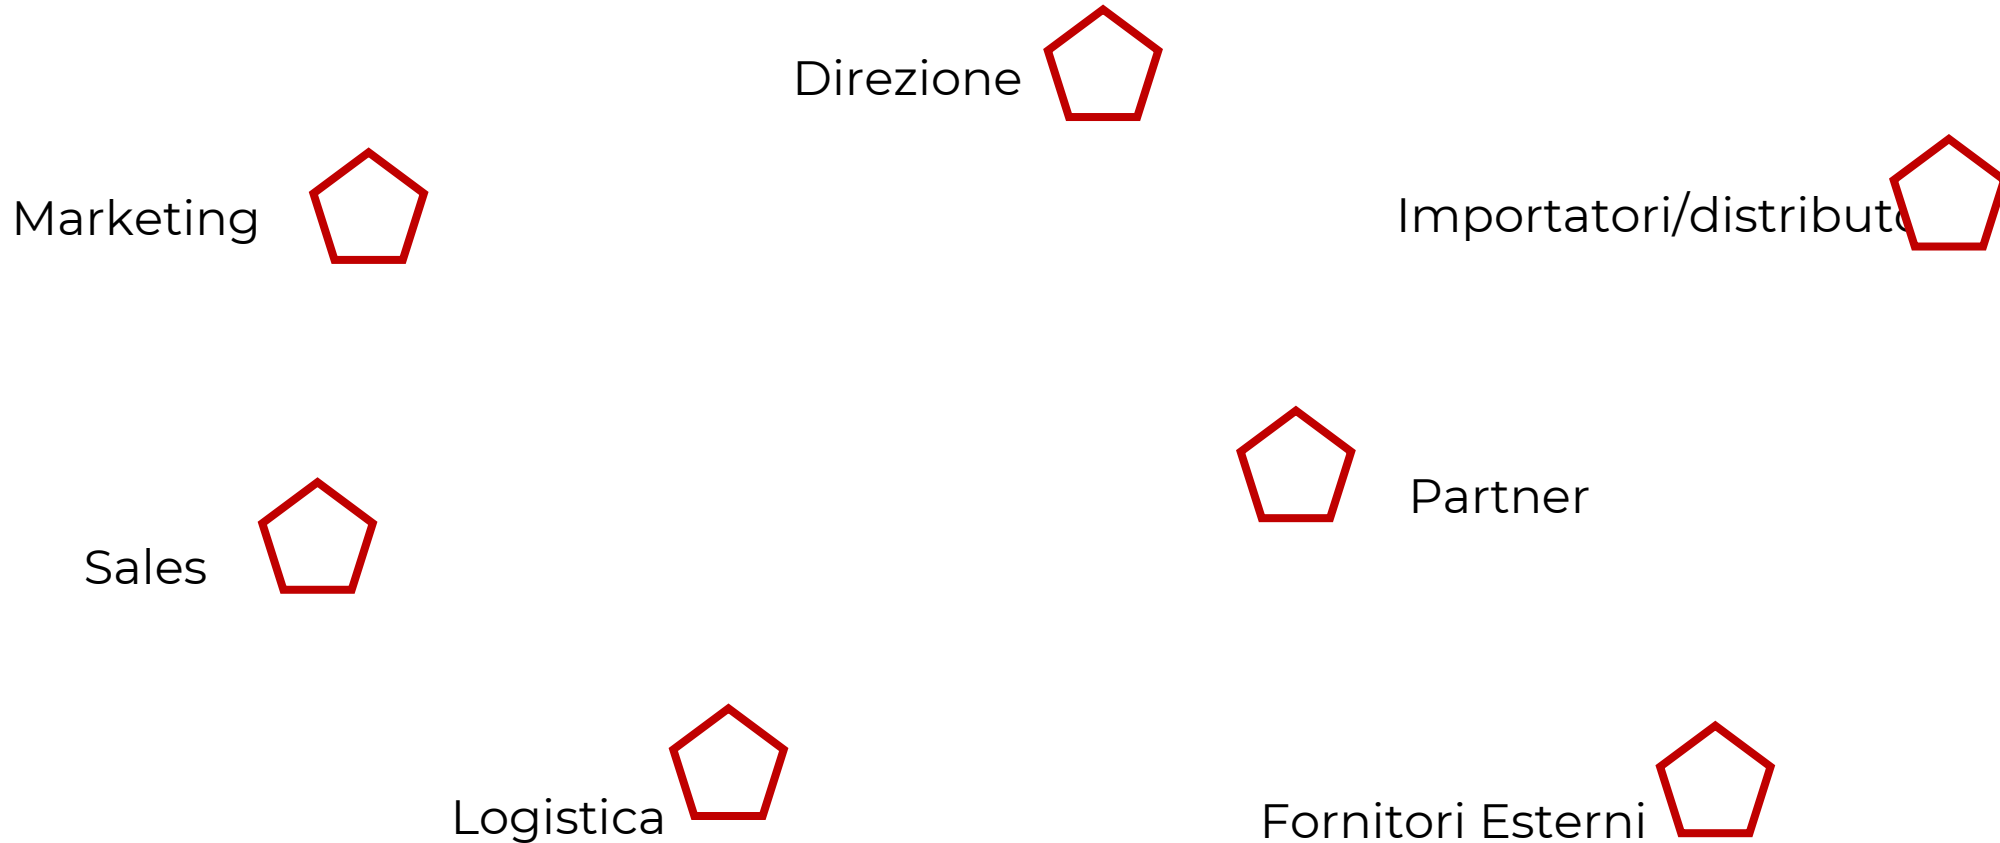 Direzione
Marketing
Importatori/distribut
Partner
Sales
Logistica
Fornitori Esterni